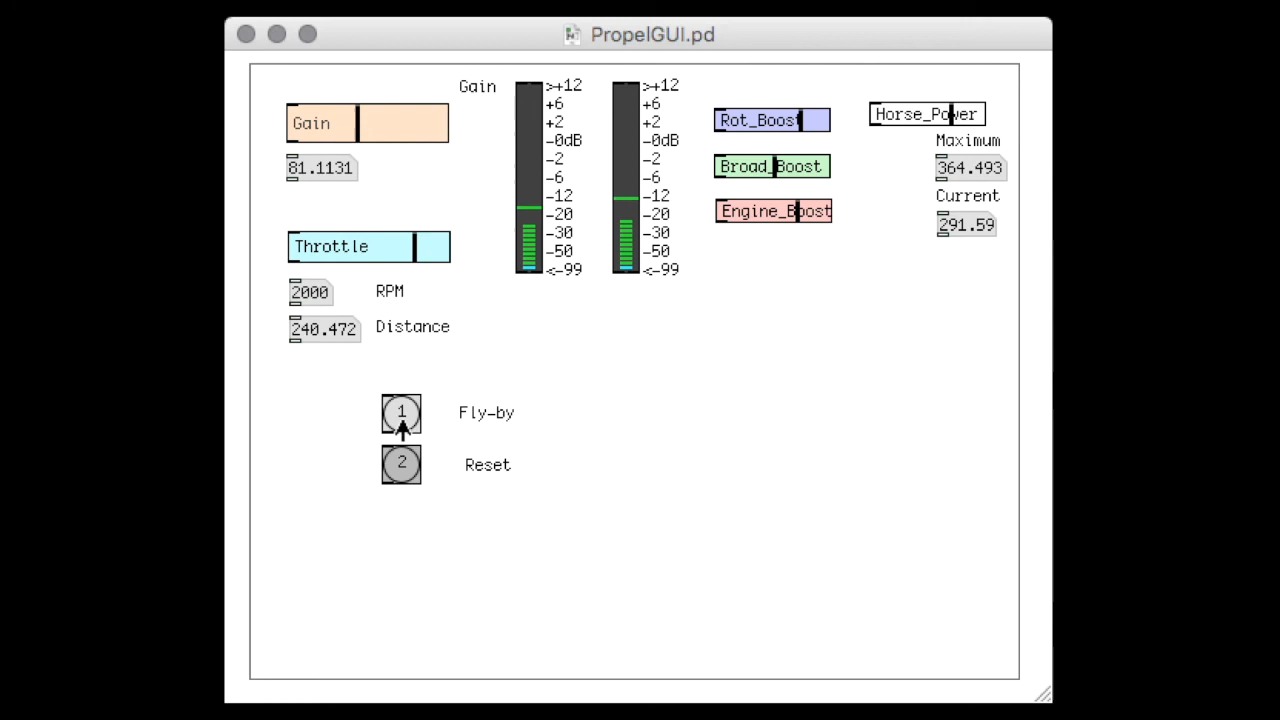 PropelGUI.pd
Gain
Gain
81.1131
Throttle
2000 RPM
240.472 Distance
>+12 >+12
+6 +6
+2 +2
-0dB -0dB
-2 -2
-6 -6
-12 -12
-20 -20
-30 -30
-50 -50
<-99 <-99
Rot_Boost
Broad_Boost
Engine_Boost
Horse_Power
Maximum
364.493
Current
291.59
1 Fly-by
2 Reset